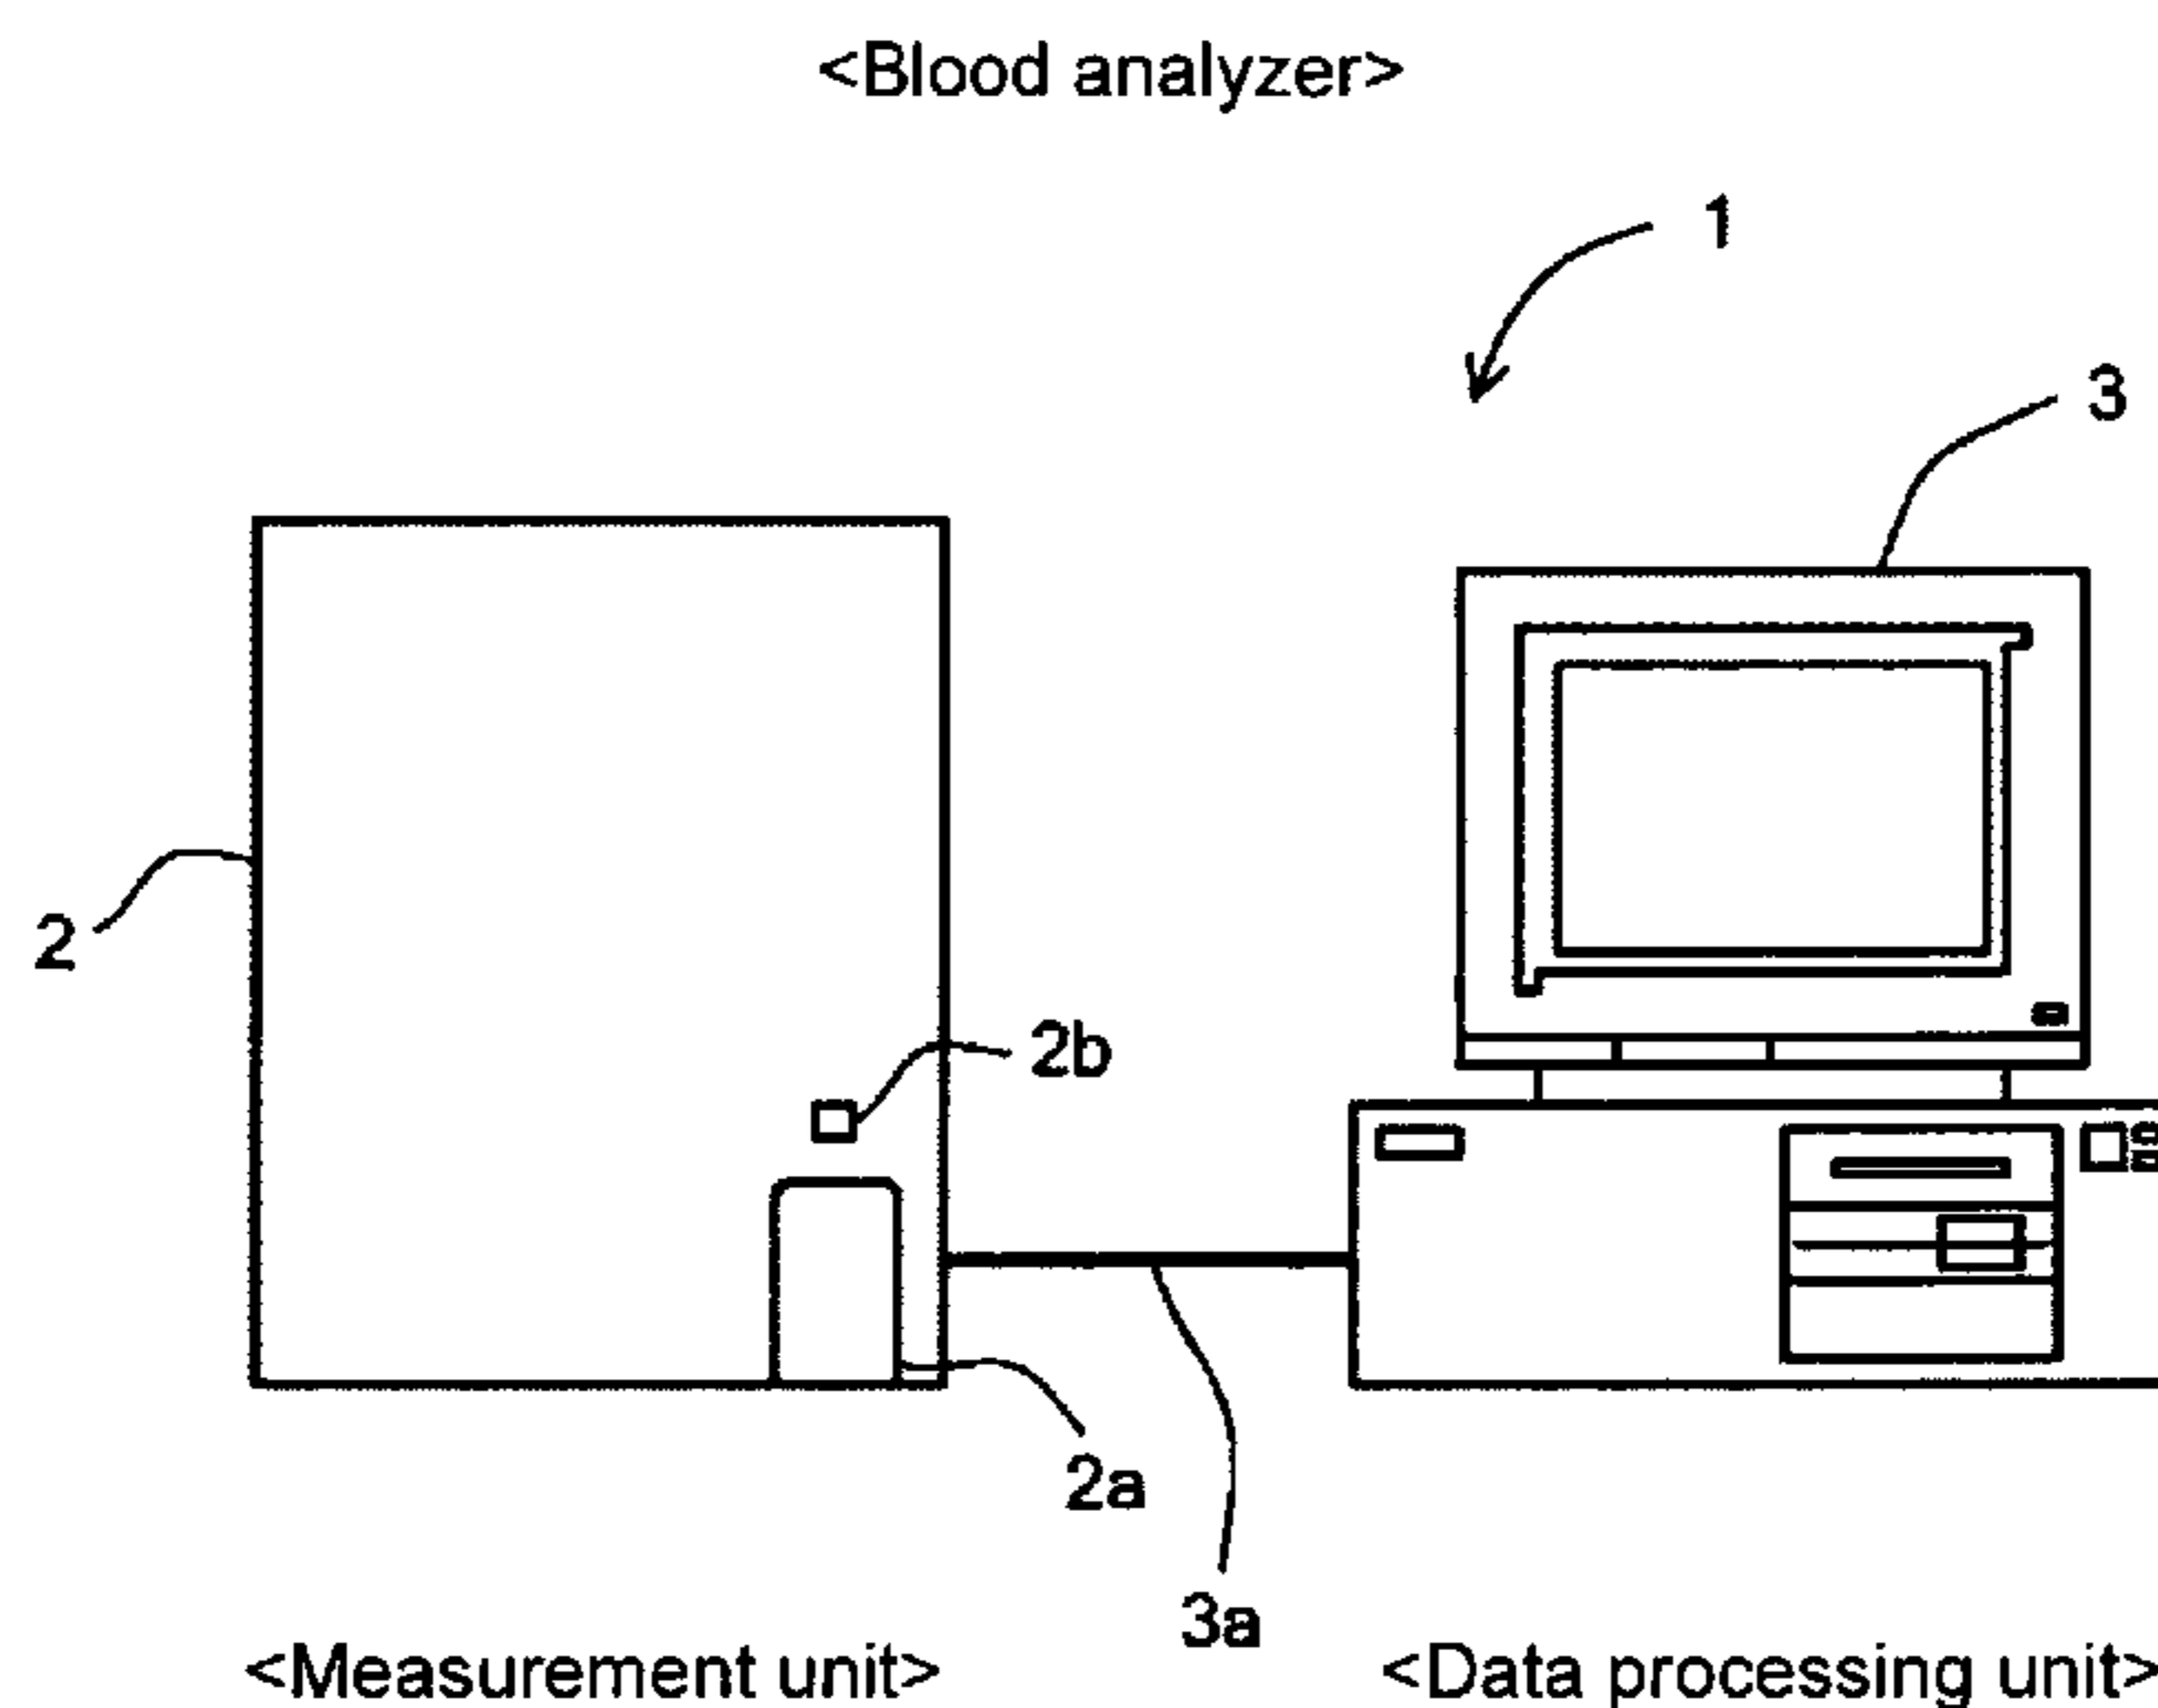 <Blood analyzer>
1
3
2
2b
2a
3a
<Measurement unit>
<Data processing unit>